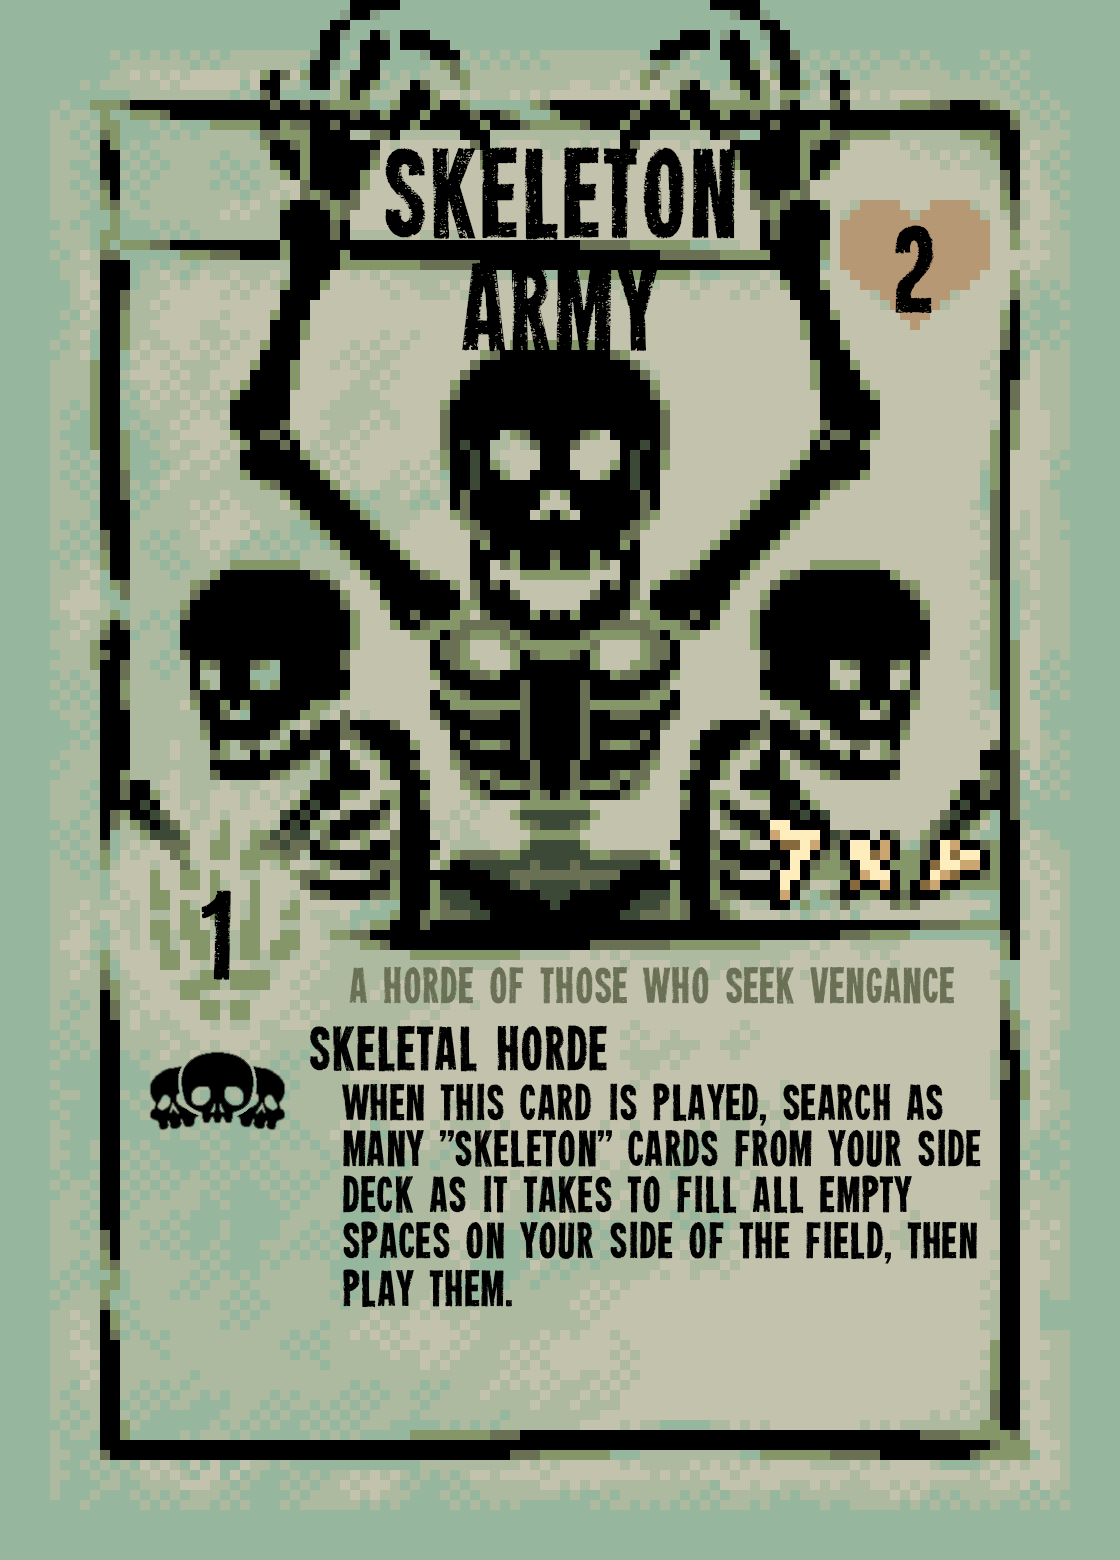 SKELETON
ARMY
2
7 X
1
A HORDE OF THOSE WHO SEEK VENGANCE
SKELETAL HORDE
WHEN THIS CARD IS PLAYED, SEARCH AS
MANY ”SKELETON” CARDS FROM YOUR SIDE
DECK AS IT TAKES TO FILL ALL EMPTY
SPACES ON YOUR SIDE OF THE FIELD, THEN
PLAY THEM.